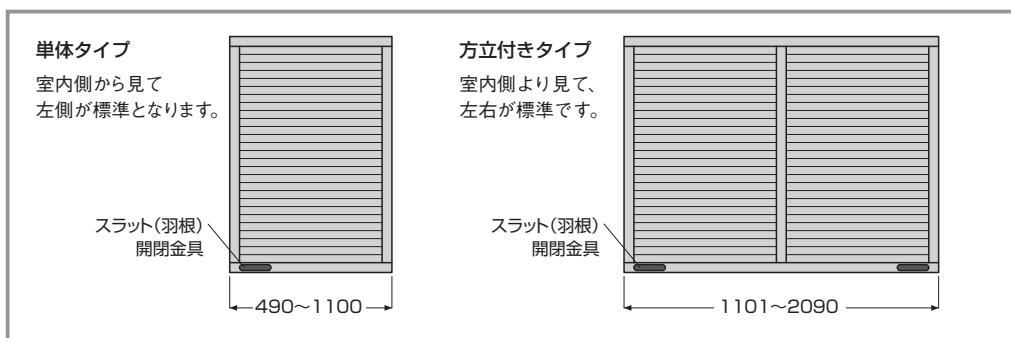 単体タイプ
室内側から見て
左側が標準となります。
スラット(羽根)
開閉金具
490〜1100
方立付きタイプ
室内側より見て、
左右が標準です。
スラット(羽根)
開閉金具
1101〜2090